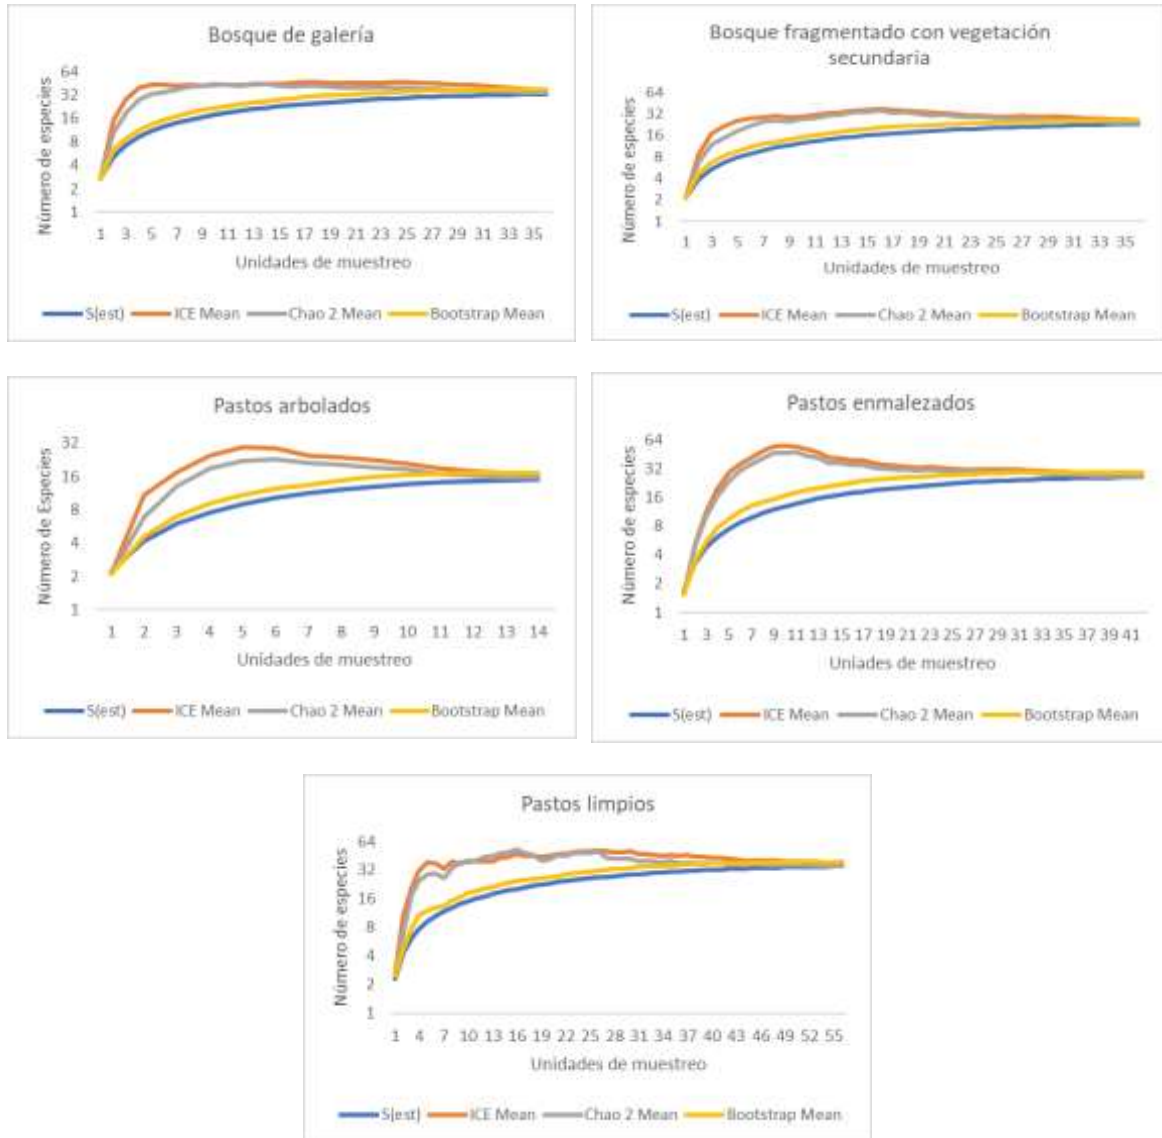 Bosque de galería
Número de especies
64
32
16
8
4
2
1
1 3 5 7 9 11 13 15 17 19 21 23 25 27 29 31 33 35
Unidades de muestreo
S(est) ICE Mean Chao 2 Mean Bootstrap Mean
Bosque fragmentado con vegetación
secundaria
Número de especies
64
32
16
8
4
2
1
1 3 5 7 9 11 13 15 17 19 21 23 25 27 29 31 33 35
Unidades de muestreo
S(est) ICE Mean Chao 2 Mean Bootstrap Mean
Pastos arbolados
Número de Especies
32
16
8
4
2
1
1 2 3 4 5 6 7 8 9 10 11 12 13 14
Unidades de muestreo
S(est) ICE Mean Chao 2 Mean Bootstrap Mean
Pastos enmalezados
Número de especies
64
32
16
8
4
2
1
1 3 5 7 9 11 13 15 17 19 21 23 25 27 29 31 33 35 37 39 41
Uniades de muestreo
S(est) ICE Mean Chao 2 Mean Bootstrap Mean
Pastos limpios
Número de especies
64
32
16
8
4
2
1
1 4 7 10 13 16 19 22 25 28 31 34 37 40 43 46 49 52 55
Unidades de muestreo
S(est) ICE Mean Chao 2 Mean Bootstrap Mean